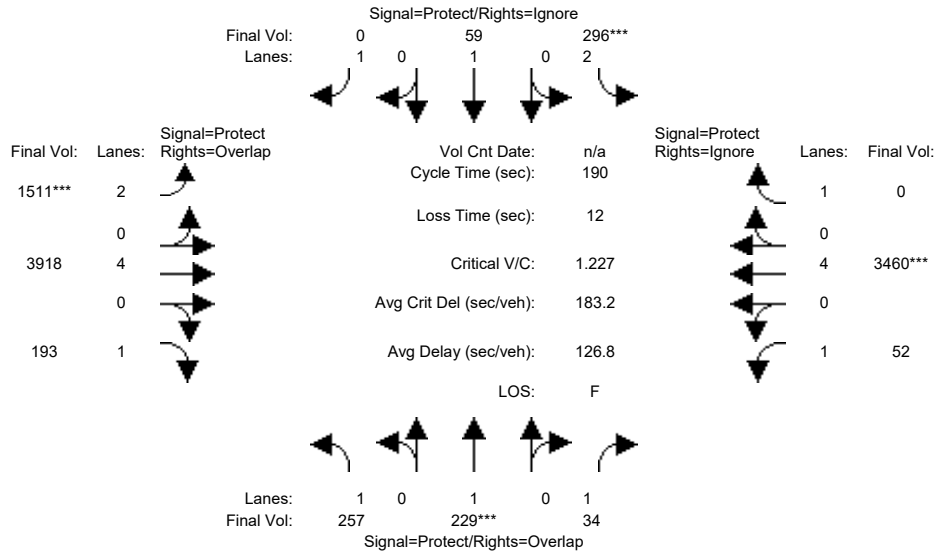 Signal=Protect/Rights=Ignore
Final Vol: 0 59 296***
Lanes: 1 0 1 0 2
Signal=Protect Signal=Protect
Final Vol: Lanes: Rights=Overlap Vol Cnt Date: n/a Rights=Ignore Lanes: Final Vol:
Cycle Time (sec): 190
1511*** 2 1 0
Loss Time (sec): 12
0 0
3918 4 Critical V/C: 1.227 4 3460***
0 Avg Crit Del (sec/veh): 183.2 0
193 1 Avg Delay (sec/veh): 126.8 1 52
LOS: F
Lanes: 1 0 1 0 1
Final Vol: 257 229*** 34
Signal=Protect/Rights=Overlap